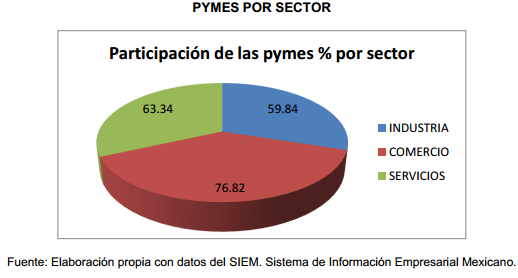 PYMES POR SECTOR
Participación de las pymes % por sector
63.34
59.84
76.82
INDUSTRIA
COMERCIO
SERVICIOS
Fuente: Elaboración propia con datos del SIEM. Sistema de Información Empresarial Mexicano.